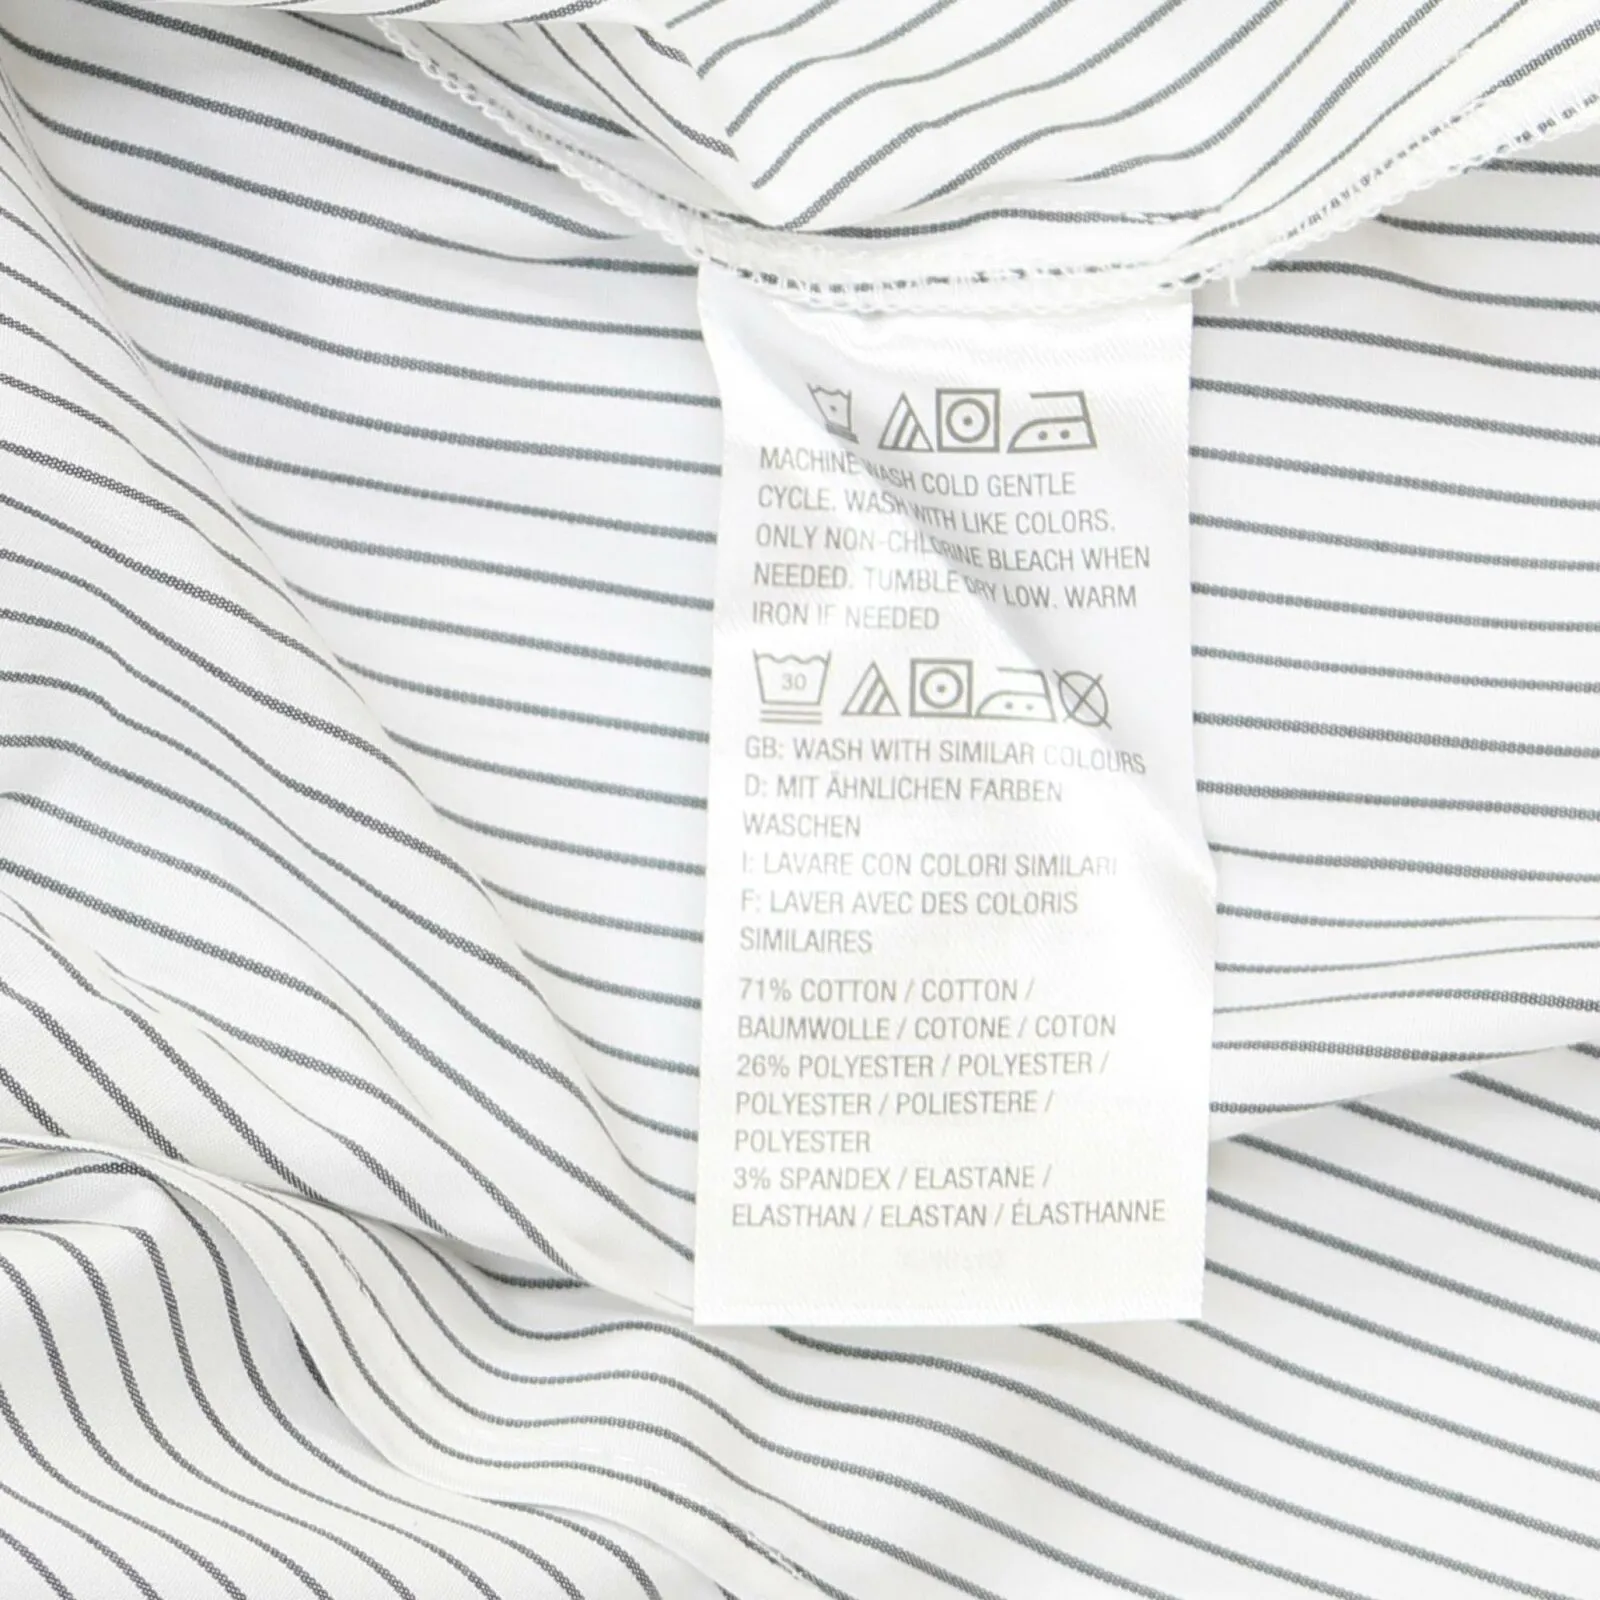 MACHINE WASH COLD GENTLE
CYCLE. WASH WITH LIKE COLORS.
ONLY NON-CHLORINE BLEACH WHEN
NEEDED. TUMBLE DRY LOW. WARM
IRON IF NEEDED
30
GB: WASH WITH SIMILAR COLOURS
D: MIT ÄHNLICHEN FARBEN
WASCHEN
I: LAVARE CON COLORI SIMILARI
F: LAVER AVEC DES COLORIS
SIMILAIRES
71% COTTON / COTTON /
BAUMWOLLE / COTONE / COTON
26% POLYESTER / POLYESTER /
POLYESTER / POLIESTERE /
POLYESTER
3% SPANDEX / ELASTANE /
ELASTHAN / ELASTAN / ÉLASTHANNE